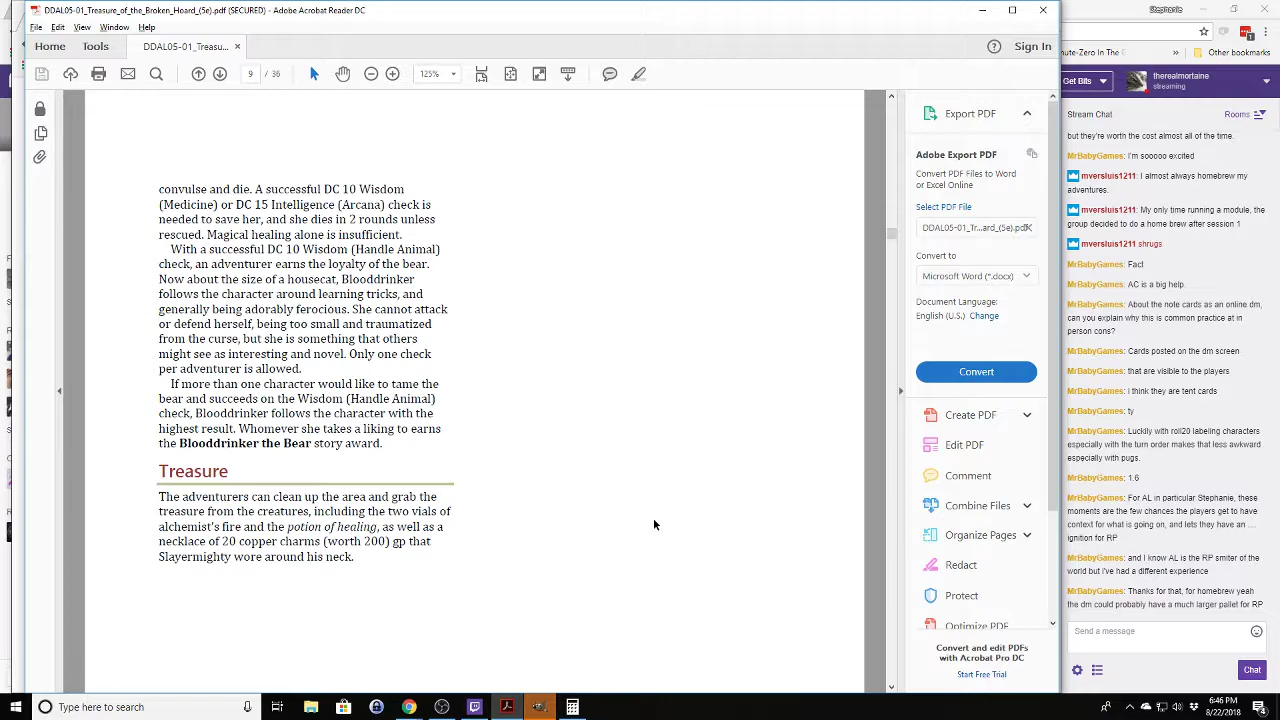 DDAL05-01_Treasure_of_the_Broken_Hoard_(5e).pdf (SECURED) - Adobe Acrobat Reader DC
File Edit View Window Help
Home Tools DDAL05-01_Treasu... × Sign In
9 / 36 125%
convulse and die. A successful DC 10 Wisdom
(Medicine) or DC 15 Intelligence (Arcana) check is
needed to save her, and she dies in 2 rounds unless
rescued. Magical healing alone is insufficient.
With a successful DC 10 Wisdom (Handle Animal)
check, an adventurer earns the loyalty of the bear.
Now about the size of a housecat, Blooddrinker
follows the character around learning tricks, and
generally being adorably ferocious. She cannot attack
or defend herself, being too small and traumatized
from the curse, but she is something that others
might see as interesting and novel. Only one check
per adventurer is allowed.
If more than one character would like to tame the
bear and succeeds on the Wisdom (Handle Animal)
check, Blooddrinker follows the character with the
highest result. Whomever she takes a liking to earns
the Blooddrinker the Bear story award.
Treasure
The adventurers can clean up the area and grab the
treasure from the creatures, including the two vials of
alchemist's fire and the potion of healing, as well as a
necklace of 20 copper charms (worth 200) gp that
Slayermighty wore around his neck.
Export PDF
Adobe Export PDF
Convert PDF Files to Word
or Excel Online
Select PDF File
DDAL05-01_Tr...ard_(5e).pdf
Convert to
Microsoft Word (*.docx)
Document Language:
English (U.S.) Change
Convert
Create PDF
Edit PDF
Comment
Combine Files
Organize Pages
Redact
Protect
Optimize PDF
Convert and edit PDFs
with Acrobat Pro DC
Start Free Trial
Stephanie
nute-Zero In The Other bookmarks
Get Bits therealmortaine
streaming
Stream Chat Rooms
but they're worth the cost almost all of the time.
MrBabyGames: I'm sooooo excited
mversluis1211: I almost always homebrew my
adventures.
mversluis1211: My only time running a module, the
group decided to do a home brew after session 1
mversluis1211 shrugs
MrBabyGames: Fact
MrBabyGames: AC is a big help.
MrBabyGames: About the note cards as an online dm,
can you explain why this is common practice at in
person cons?
MrBabyGames: Cards posted on the dm screen
MrBabyGames: that are visible to the players
MrBabyGames: I think they are tent cards
MrBabyGames: ty
MrBabyGames: Luckily with roll20 labeling characters
especially with the turn order makes that less awkward
especially with pugs.
MrBabyGames: 1.6
MrBabyGames: For AL in particular Stephanie, these
moments are the few chances the players get to have
context for what is going on, and lets they have an ....
ignition for RP
MrBabyGames: and I know AL is the RP smiter of the
world but i've had a different experience
MrBabyGames: Thanks for that, for homebrew yeah
the dm could probably have a much larger pallet for RP
Send a message
Chat
Type here to search
6:46 PM
8/22/2018